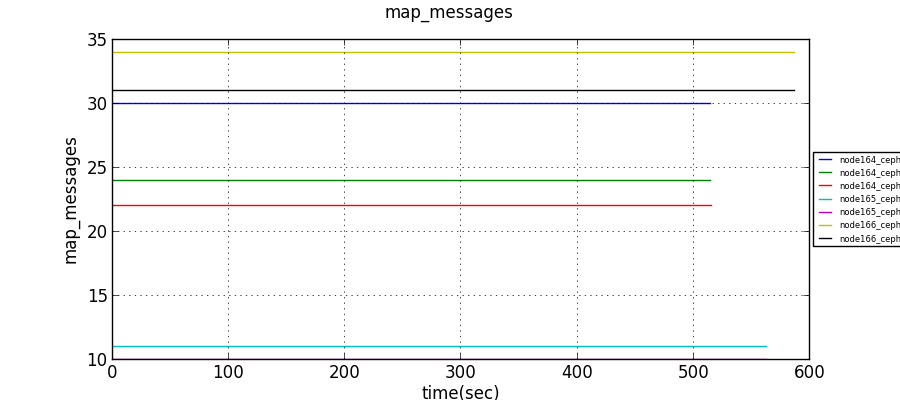 map_messages
35
30
25
20
15
10
map_messages
0 100 200 300 400 500 600
time(sec)
node164_ceph
node164_ceph
node164_ceph
node165_ceph
node165_ceph
node166_ceph
node166_ceph